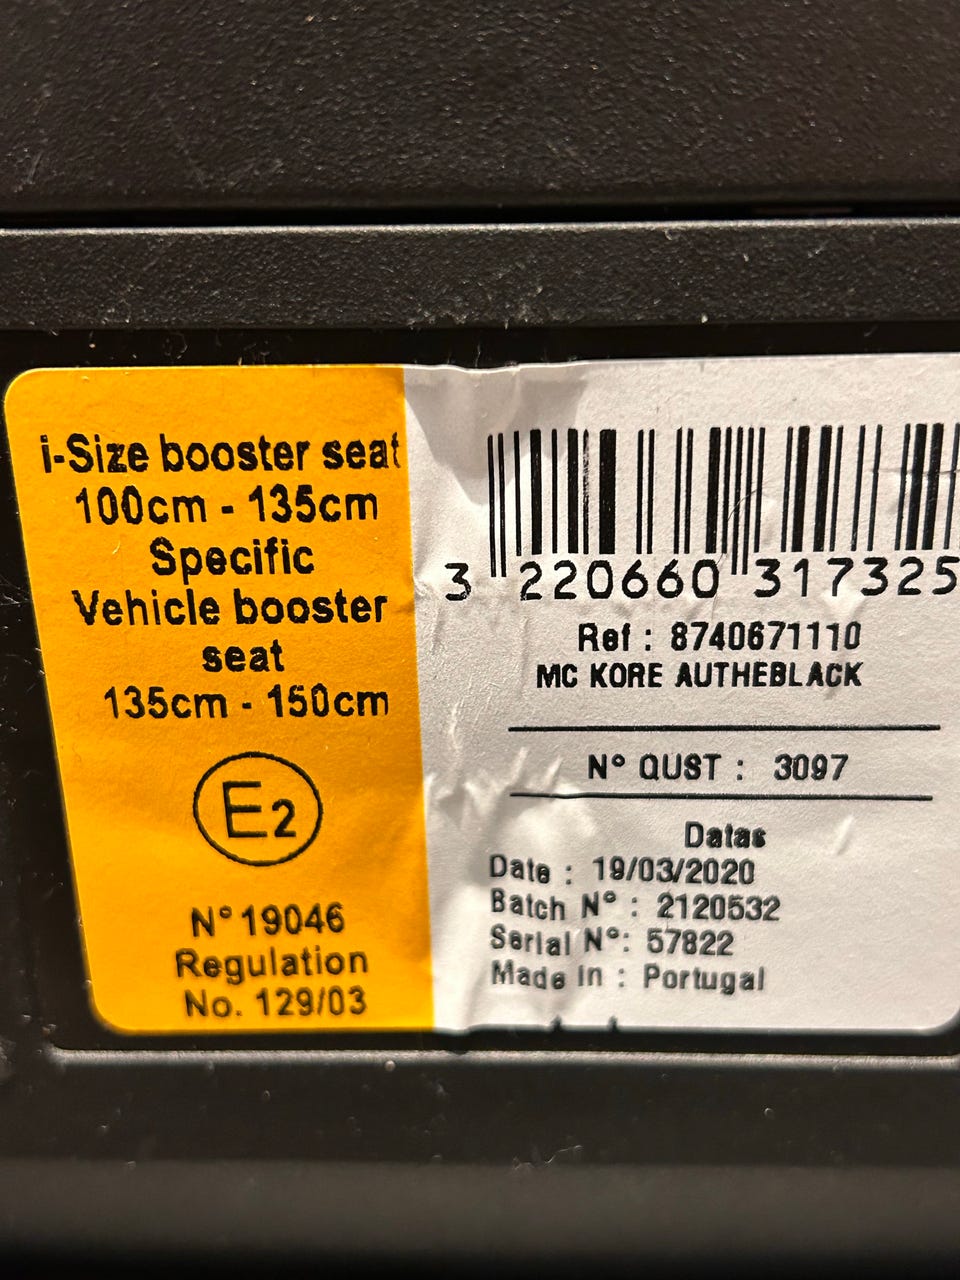 i-Size booster seat
100cm - 135cm
Specific
Vehicle booster
seat
135cm - 150cm
E2
N° 19046
Regulation
No. 129/03
3 220660 317325
Ref : 8740671110
MC KORE AUTHEBLACK
N° QUST : 3097
Datas
Date : 19/03/2020
Batch N° : 2120532
Serial N°: 57822
Made in : Portugal